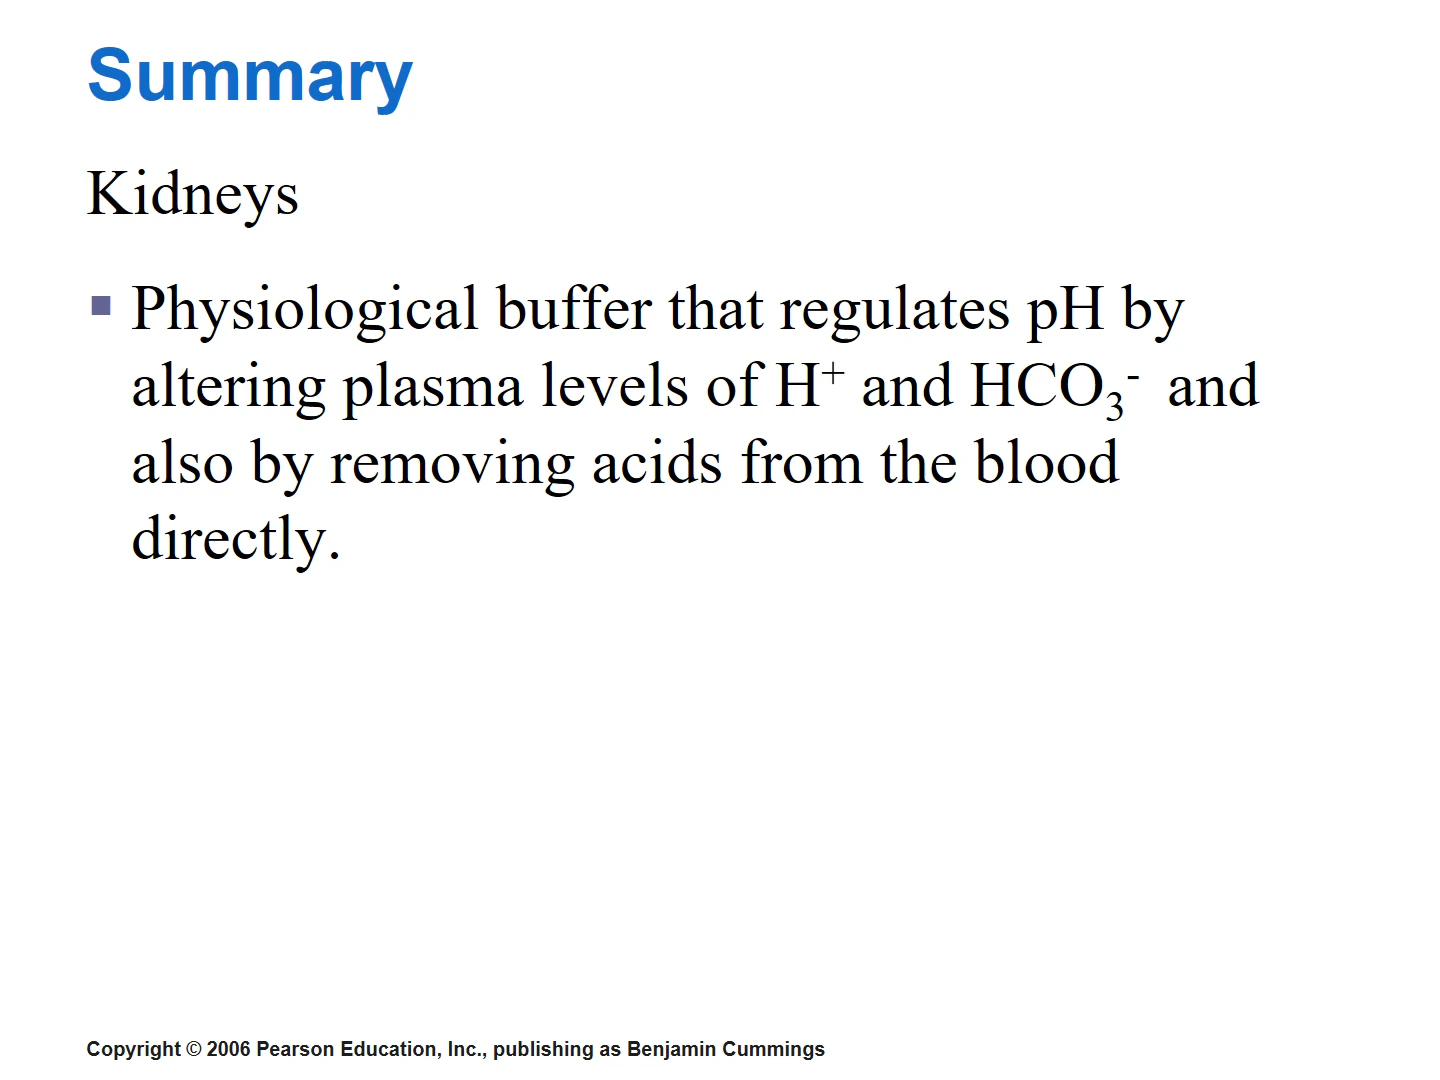 Summary
Kidneys
▪ Physiological buffer that regulates pH by
altering plasma levels of H⁺ and HCO₃⁻ and
also by removing acids from the blood
directly.
Copyright © 2006 Pearson Education, Inc., publishing as Benjamin Cummings